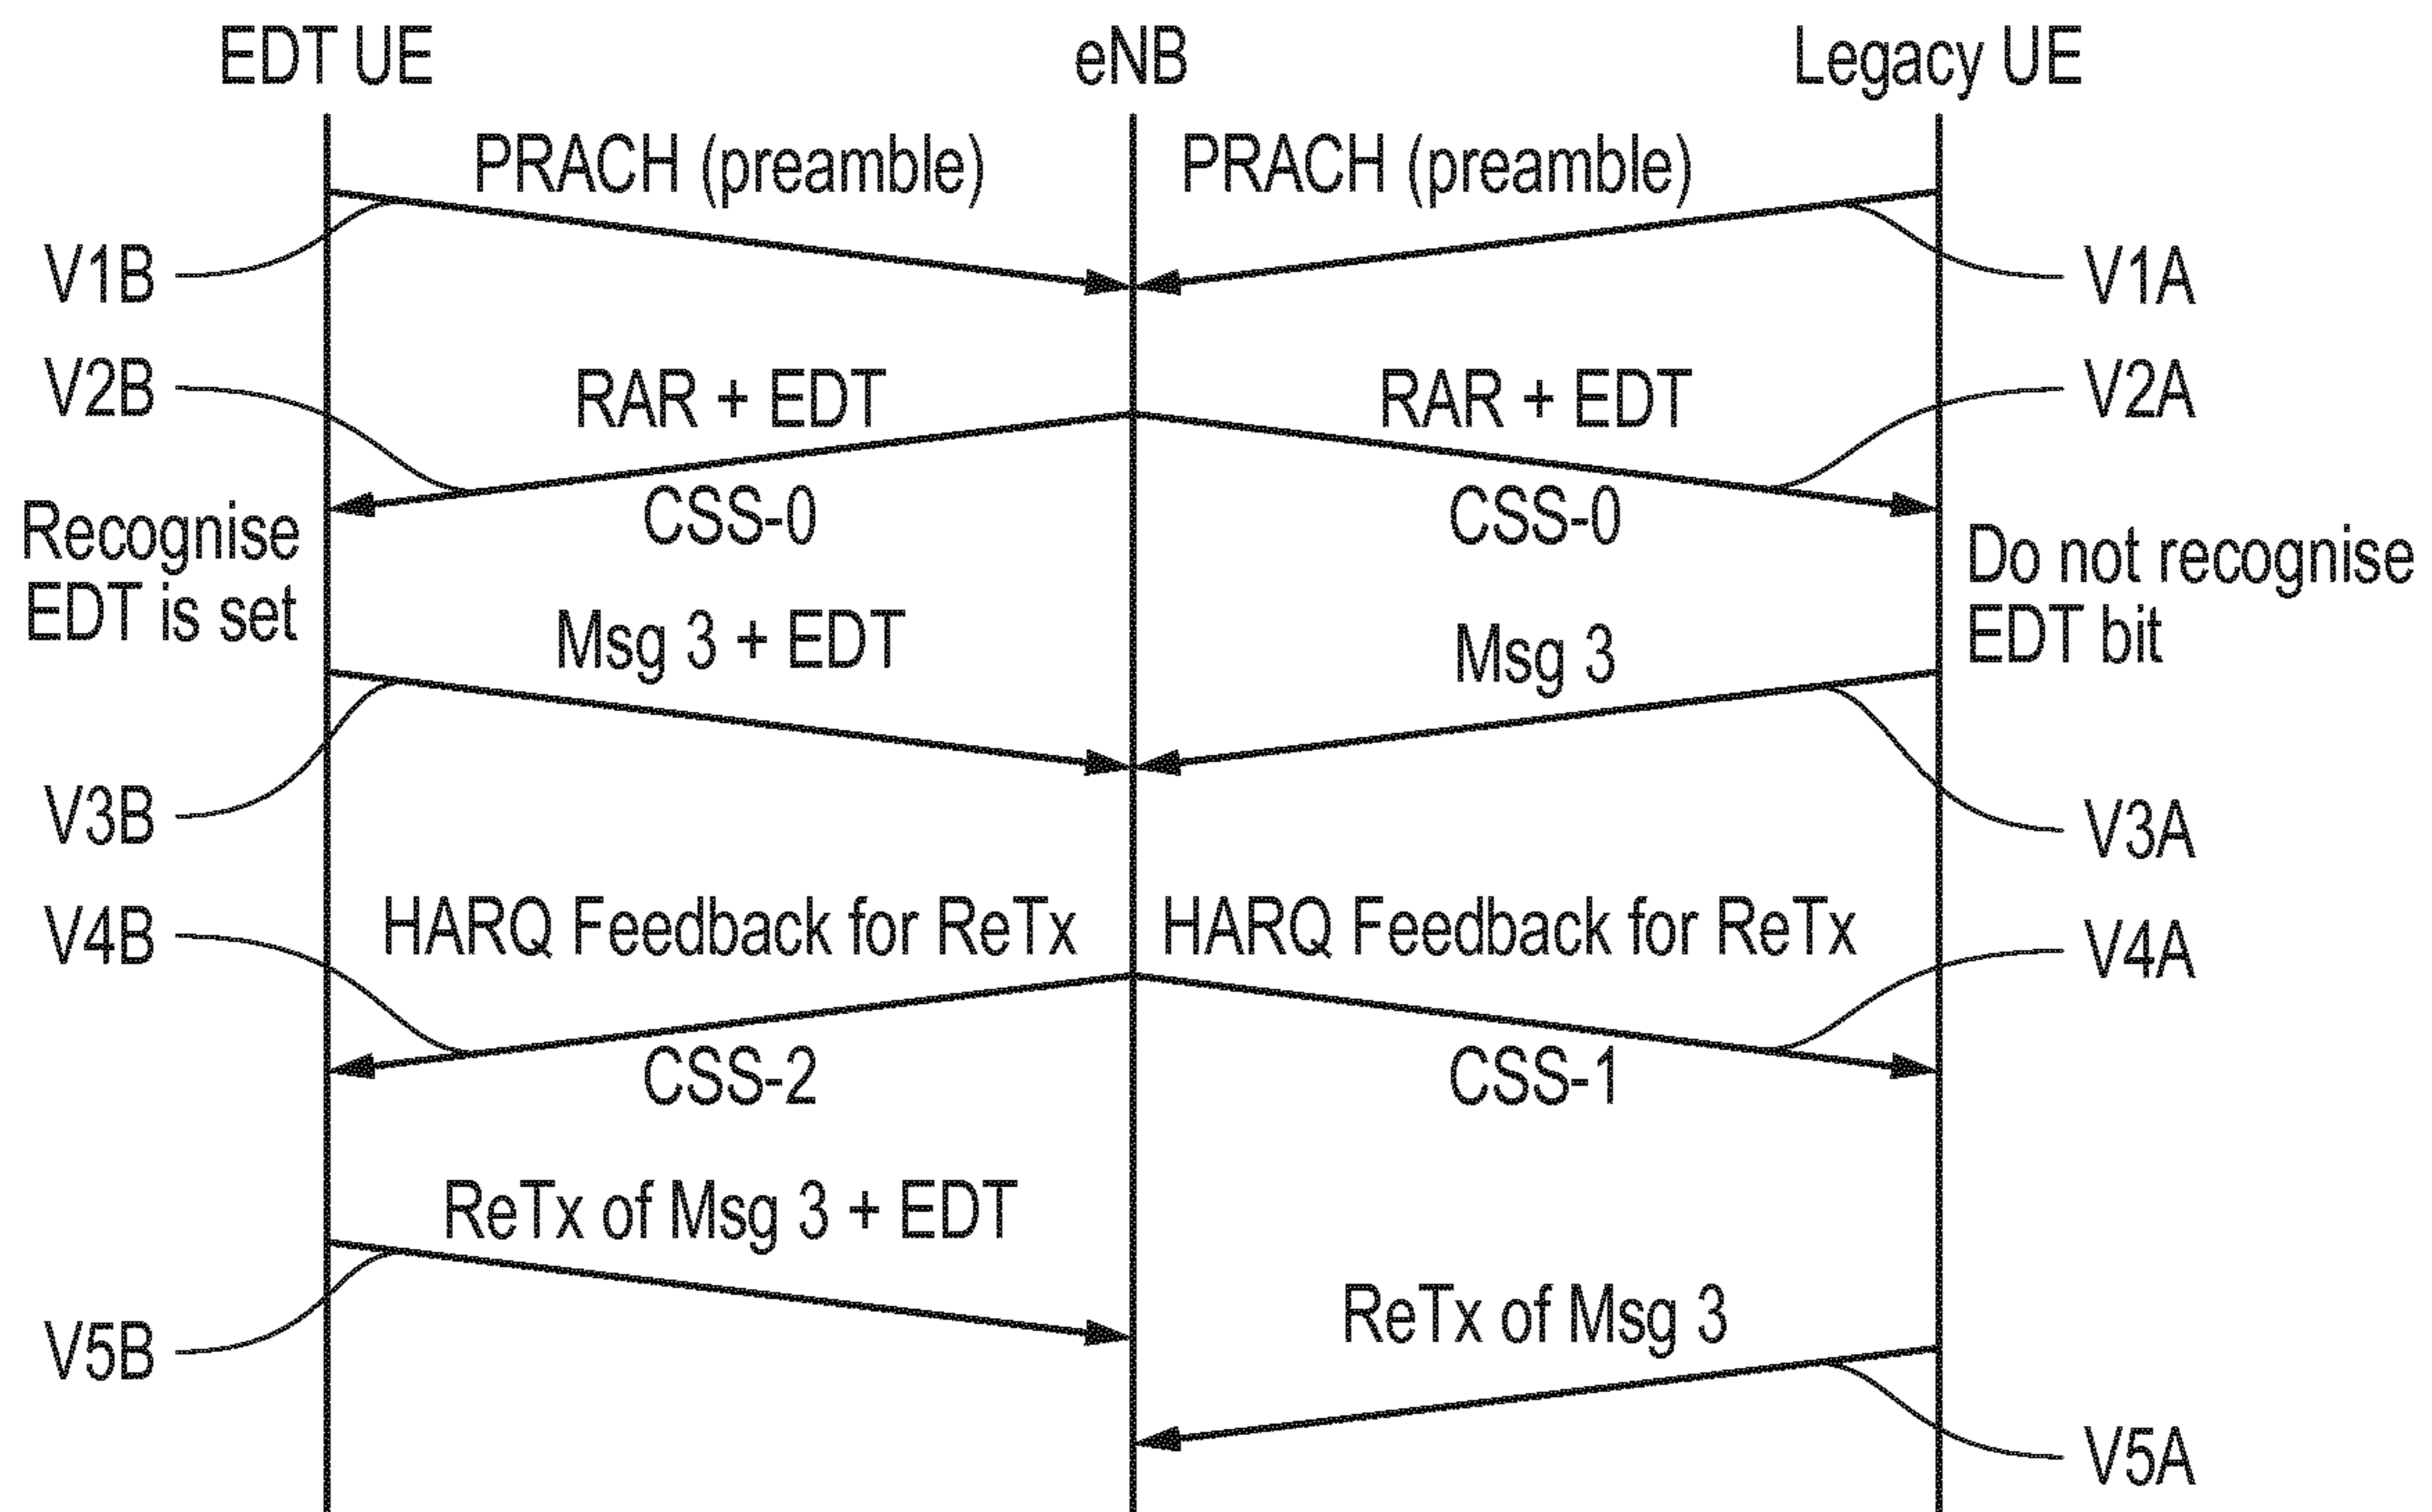 EDT UE
eNB
Legacy UE
PRACH (preamble)
PRACH (preamble)
V1B
V1A
RAR + EDT
RAR + EDT
V2B
V2A
CSS-0
CSS-0
Recognise
EDT is set
Do not recognise
EDT bit
Msg 3 + EDT
Msg 3
V3B
V3A
HARQ Feedback for ReTx
HARQ Feedback for ReTx
V4B
V4A
CSS-2
CSS-1
ReTx of Msg 3 + EDT
ReTx of Msg 3
V5B
V5A